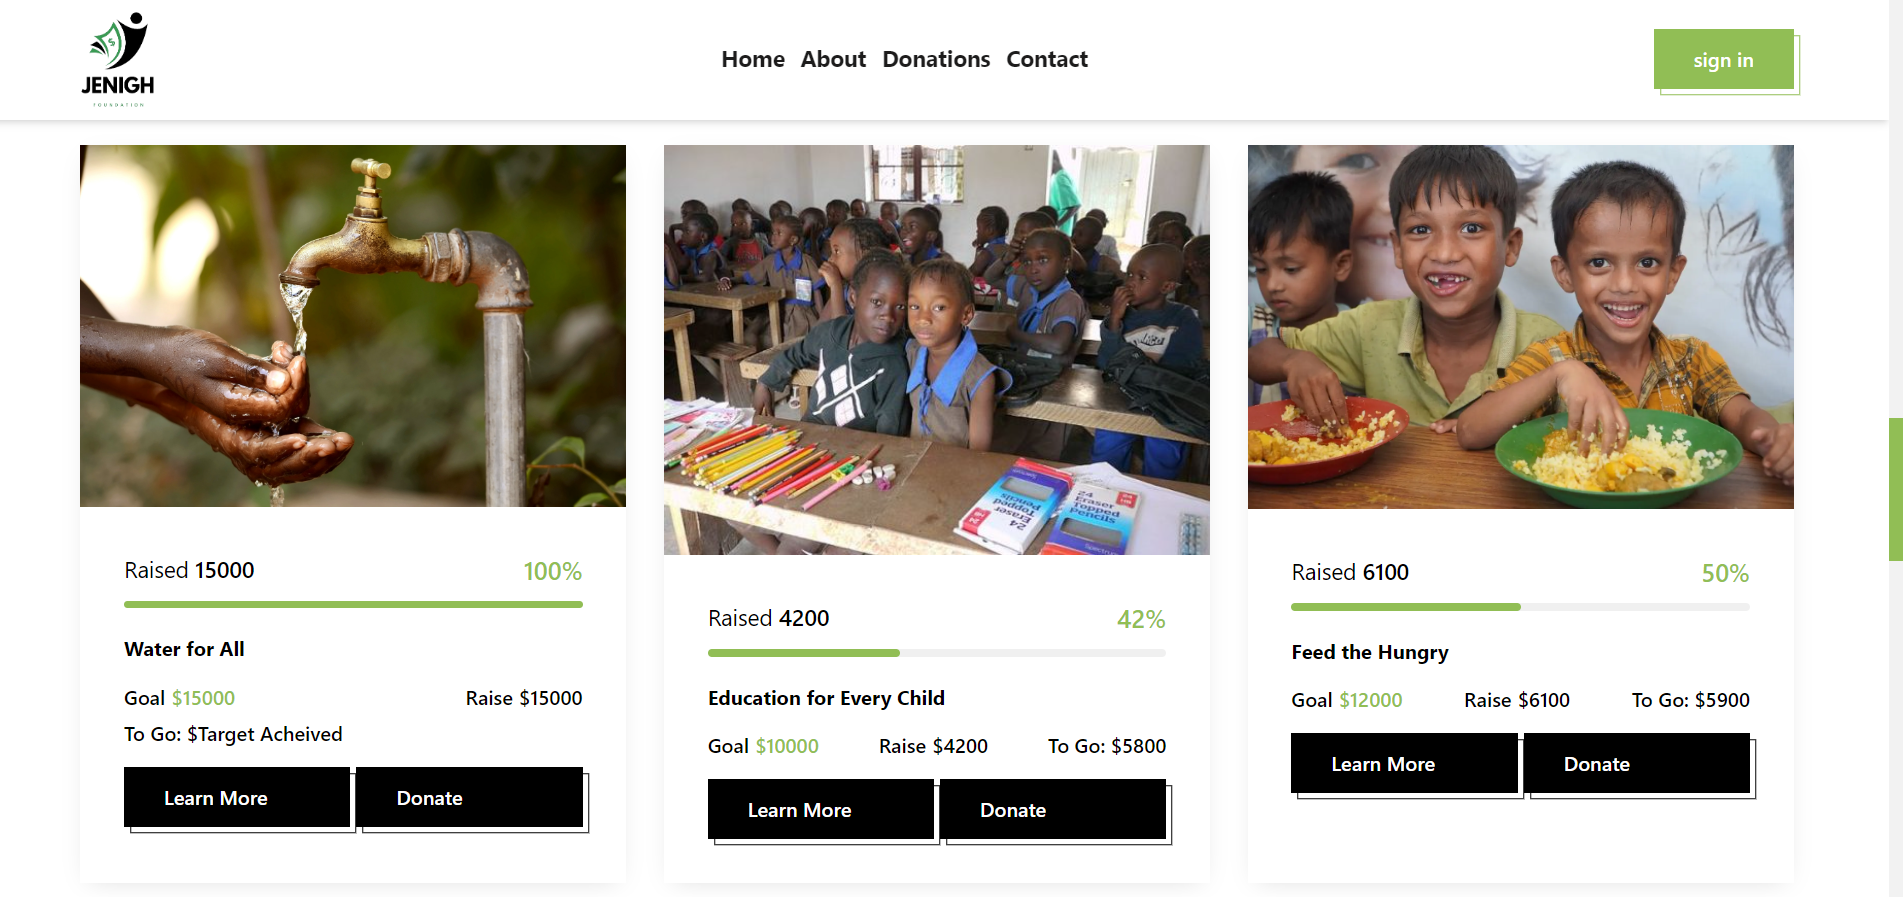 JENIGH
FOUNDATION
Home About Donations Contact
sign in
24
Eraser
Topped
pencils
24
Eraser
Topped
pencils
Raised 15000 100%
Water for All
Goal $15000 Raise $15000
To Go: $Target Acheived
Learn More Donate
Raised 4200 42%
Education for Every Child
Goal $10000 Raise $4200 To Go: $5800
Learn More Donate
Raised 6100 50%
Feed the Hungry
Goal $12000 Raise $6100 To Go: $5900
Learn More Donate